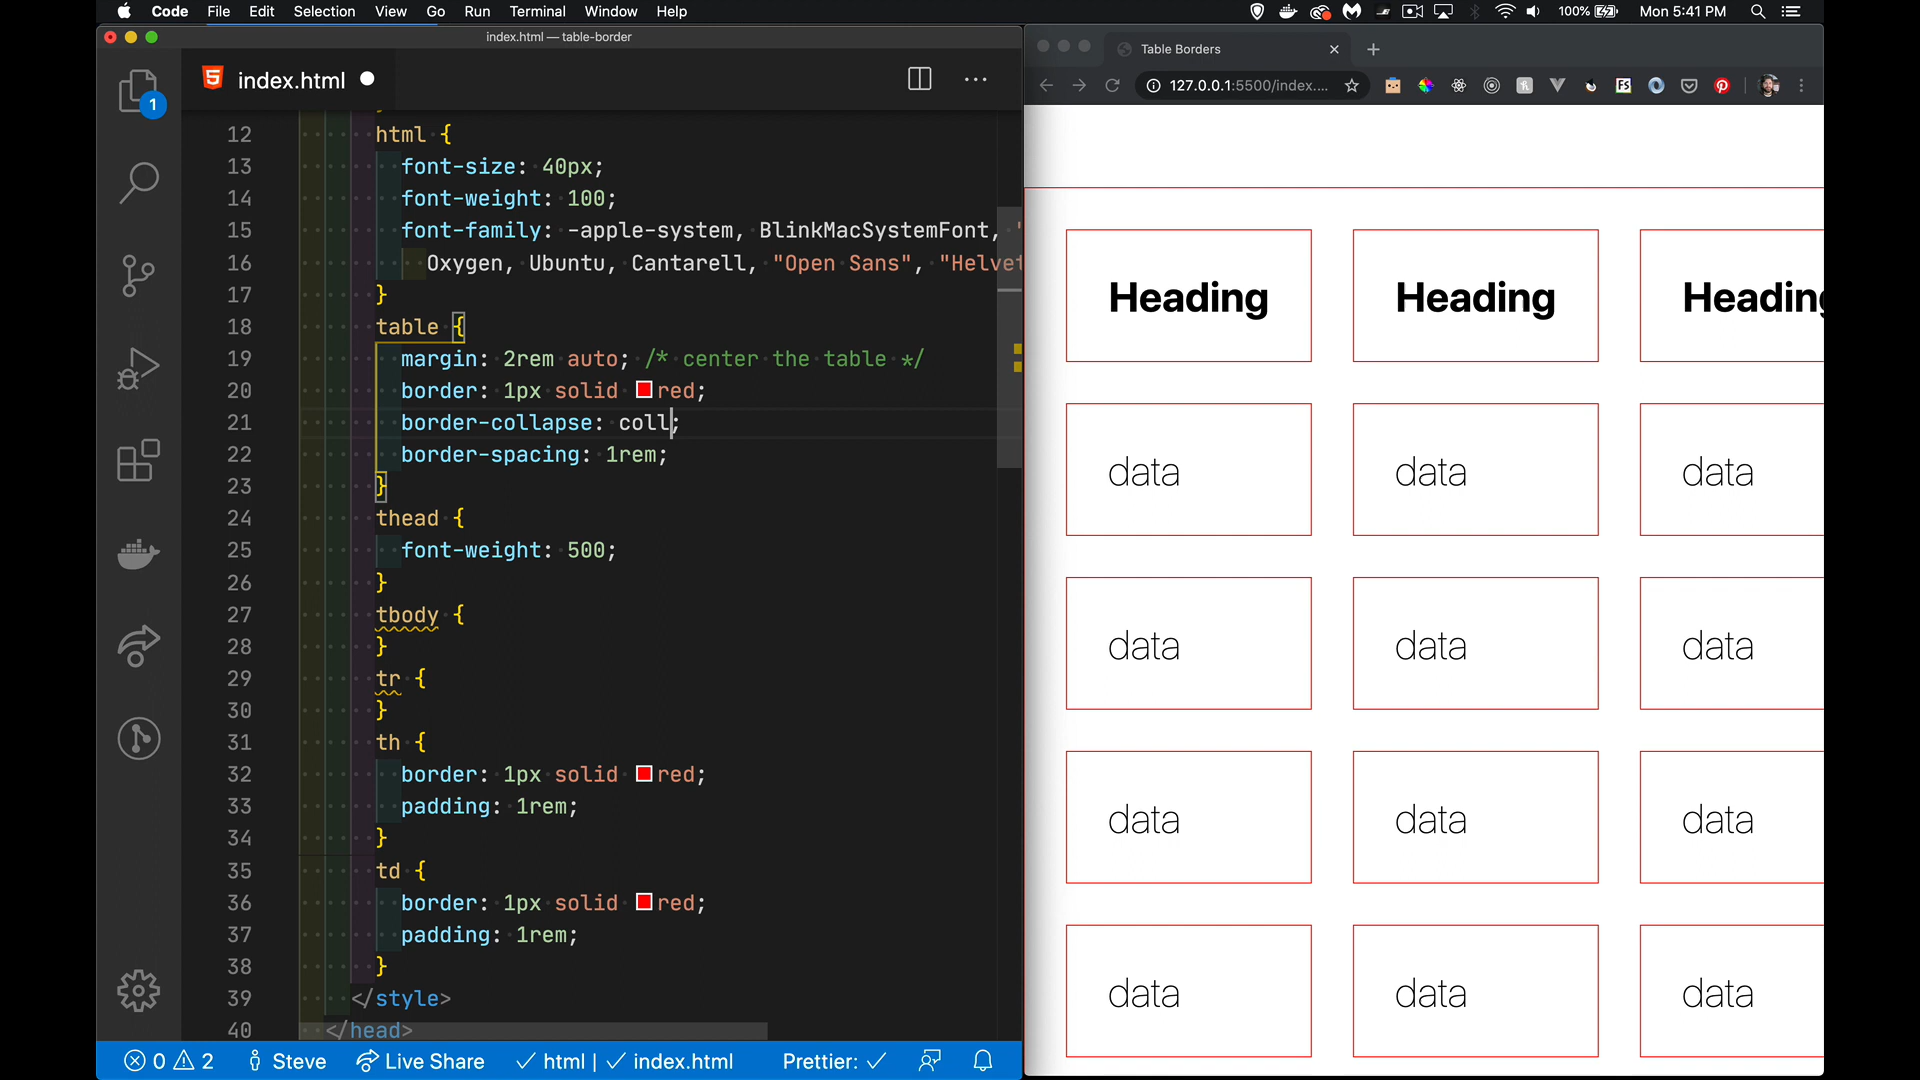 Code File Edit Selection View Go Run Terminal Window Help
100% Mon 5:41 PM
index.html — table-border
index.html
1
12 html {
13 font-size: 40px;
14 font-weight: 100;
15 font-family: -apple-system, BlinkMacSystemFont, "
16 Oxygen, Ubuntu, Cantarell, "Open Sans", "Helvet
17 }
18 table {
19 margin: 2rem auto; /* center the table */
20 border: 1px solid red;
21 border-collapse: coll;
22 border-spacing: 1rem;
23 }
24 thead {
25 font-weight: 500;
26 }
27 tbody {
28 }
29 tr {
30 }
31 th {
32 border: 1px solid red;
33 padding: 1rem;
34 }
35 td {
36 border: 1px solid red;
37 padding: 1rem;
38 }
39 </style>
40 </head>
0 2 Steve Live Share html | index.html Prettier:
Table Borders
127.0.0.1:5500/index....
Heading Heading Heading
data data data
data data data
data data data
data data data